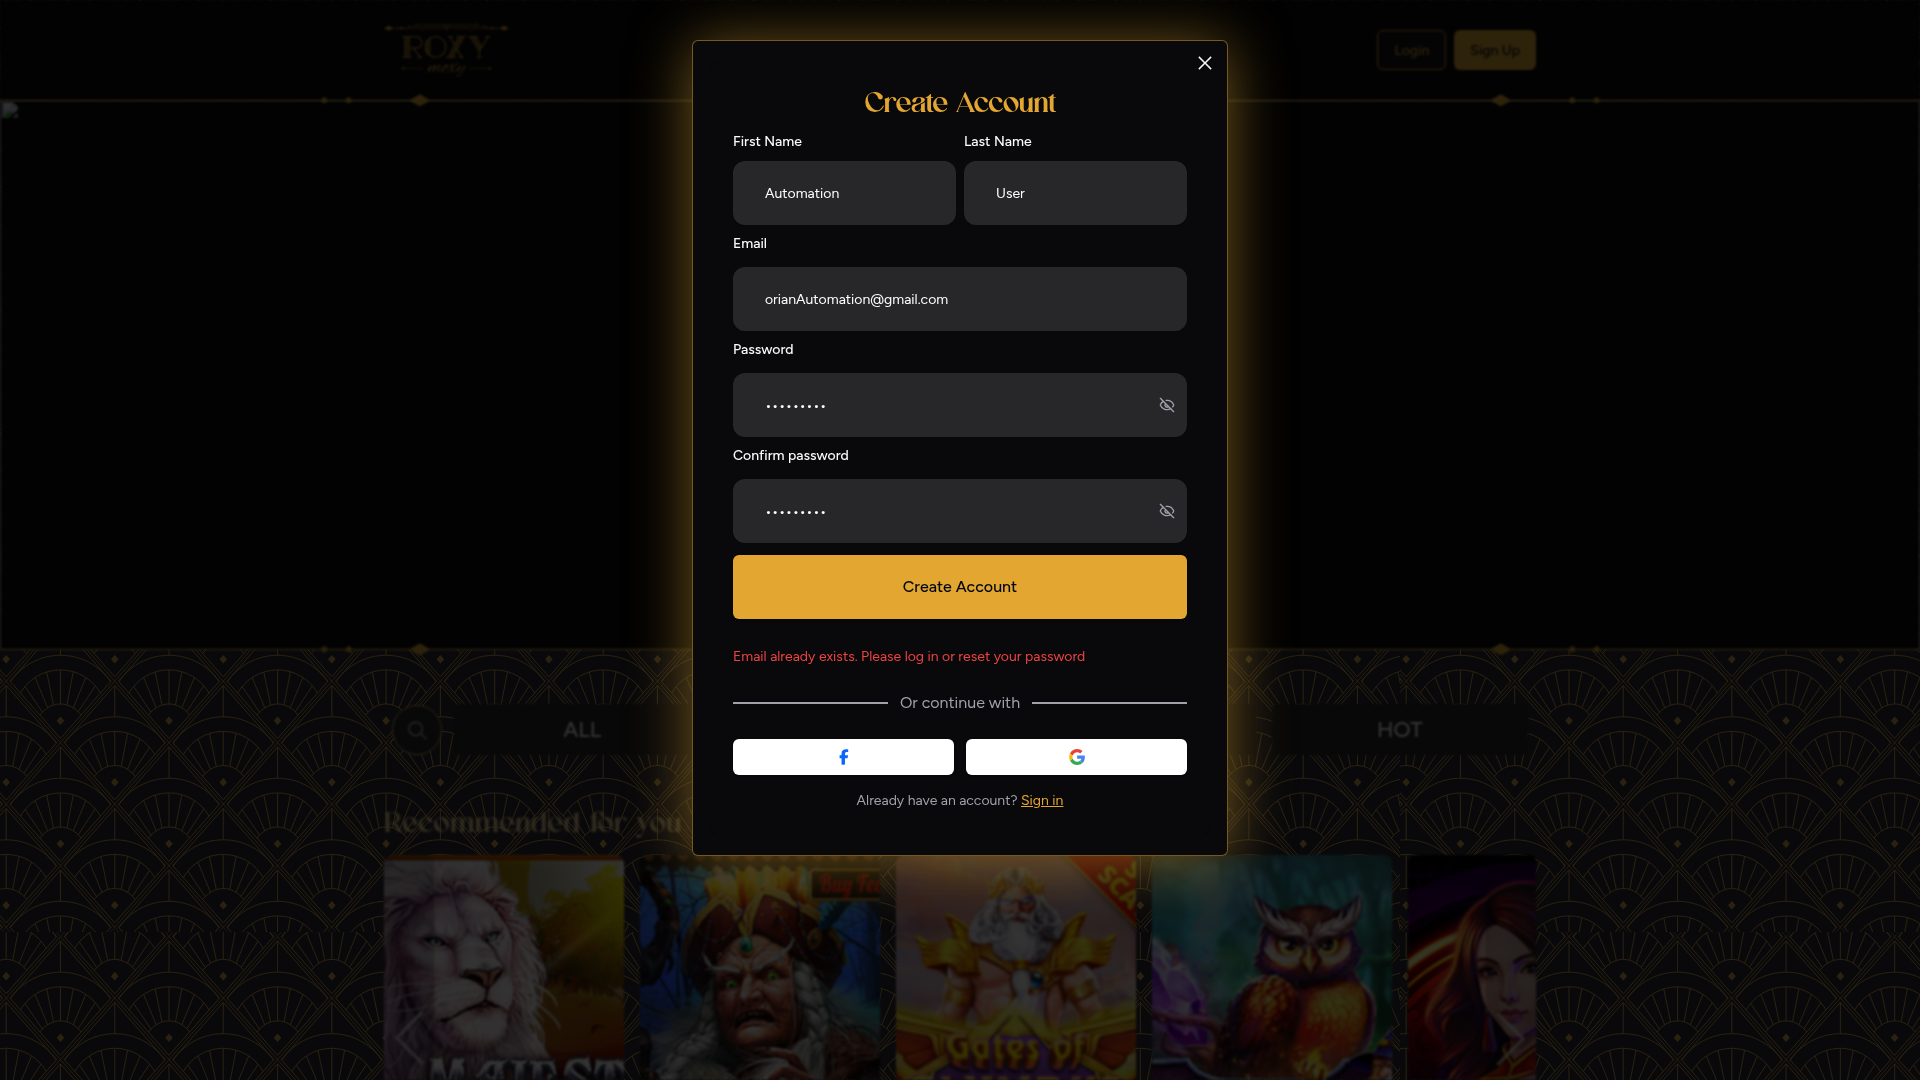 ROXY
moxy
Login
Sign Up
Create Account
First Name
Last Name
Automation
User
Email
orianAutomation@gmail.com
Password
•••••••••
Confirm password
•••••••••
Create Account
Email already exists. Please log in or reset your password
Or continue with
Already have an account? Sign in
ALL
HOT
Recommended for you
Gates of